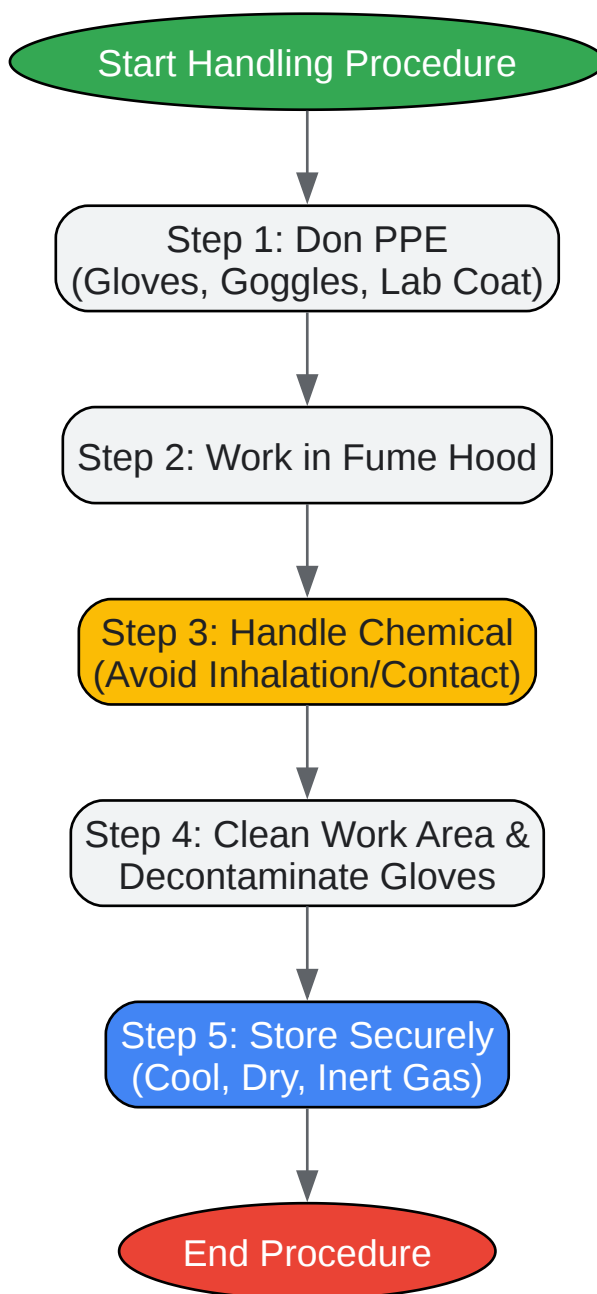 Start Handling Procedure
Step 1: Don PPE
(Gloves, Goggles, Lab Coat)
Step 2: Work in Fume Hood
Step 3: Handle Chemical
(Avoid Inhalation/Contact)
Step 4: Clean Work Area &
Decontaminate Gloves
Step 5: Store Securely
(Cool, Dry, Inert Gas)
End Procedure